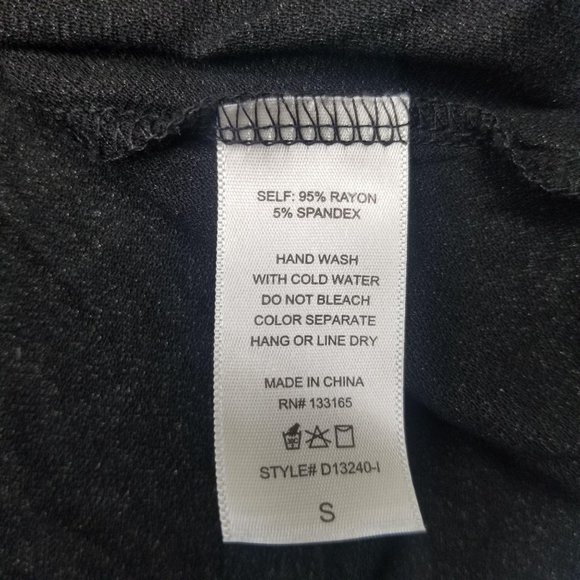 SELF: 95% RAYON
5% SPANDEX
HAND WASH
WITH COLD WATER
DO NOT BLEACH
COLOR SEPARATE
HANG OR LINE DRY
MADE IN CHINA
RN# 133165
STYLE# D13240-I
S